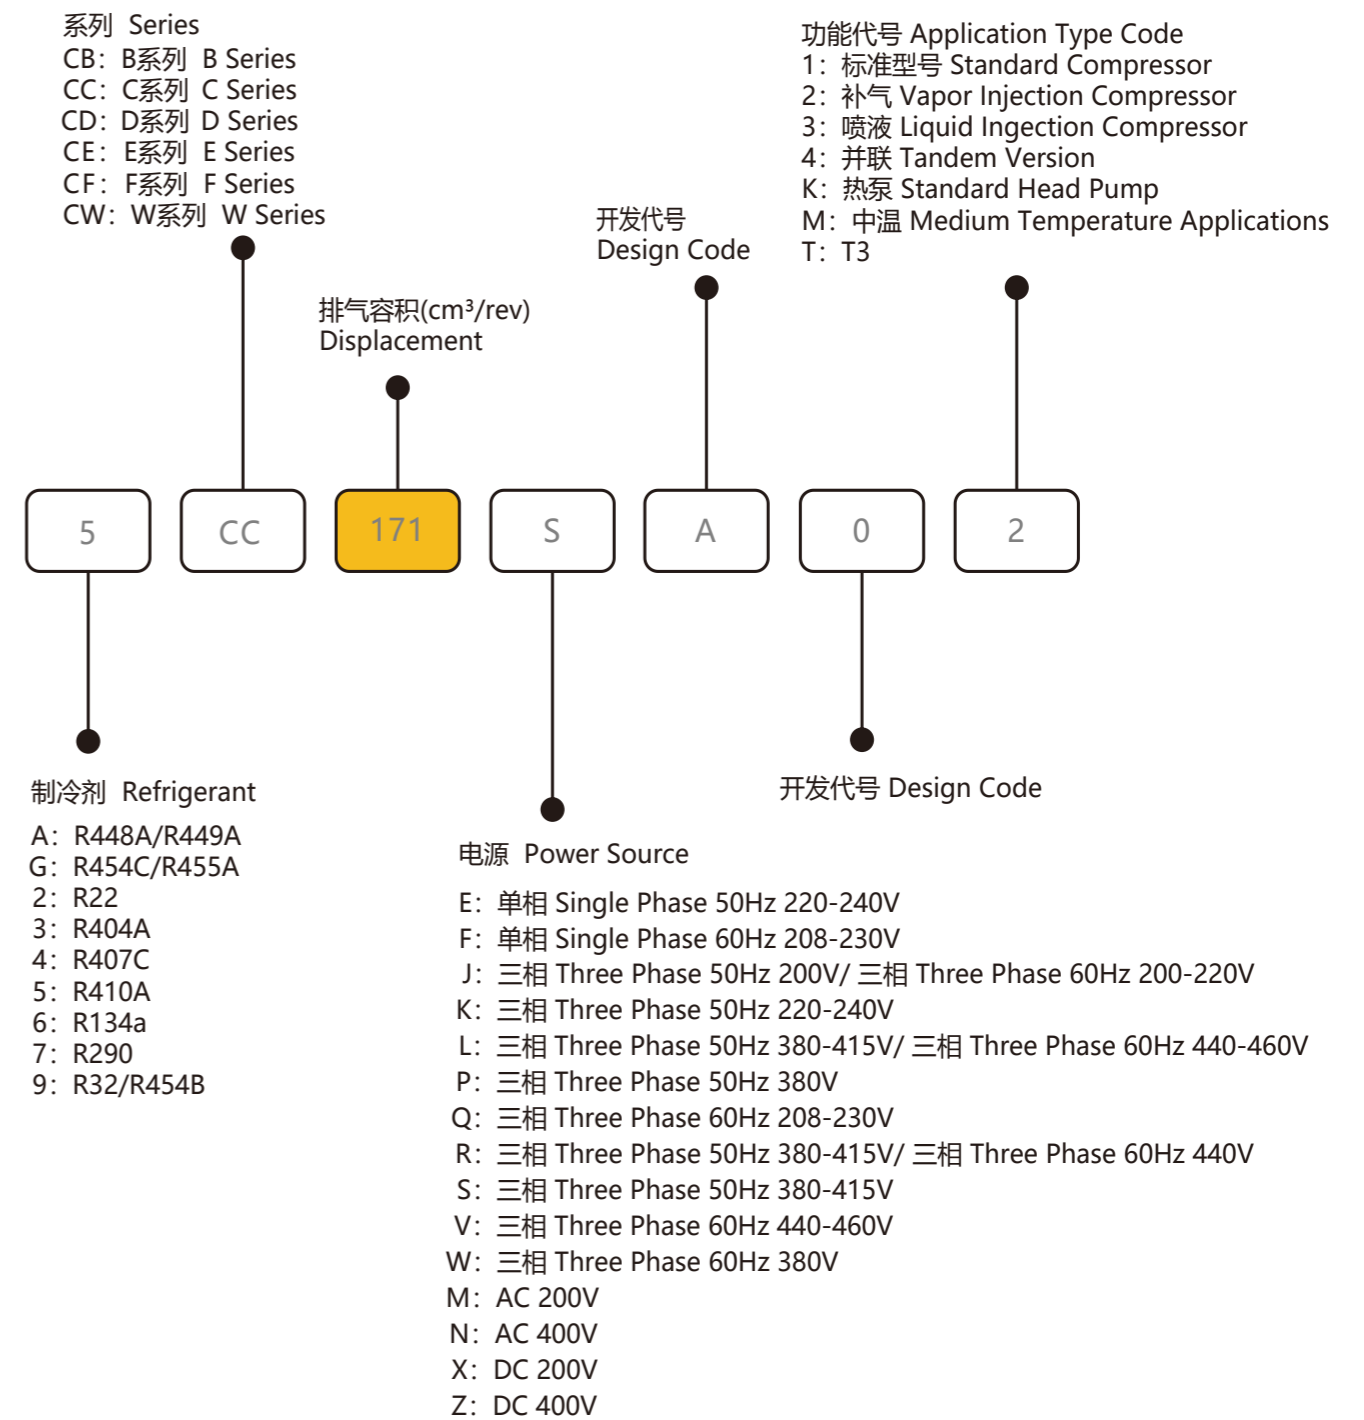 系列 Series
CB：B系列 B Series
CC：C系列 C Series
CD：D系列 D Series
CE：E系列 E Series
CF：F系列 F Series
CW：W系列 W Series
功能代号 Application Type Code
1：标准型号 Standard Compressor
2：补气 Vapor Injection Compressor
3：喷液 Liquid Ingection Compressor
4：并联 Tandem Version
K：热泵 Standard Head Pump
M：中温 Medium Temperature Applications
T：T3
开发代号
Design Code
排气容积(cm³/rev)
Displacement
5 CC 171 S A 0 2
制冷剂 Refrigerant
A：R448A/R449A
G：R454C/R455A
2：R22
3：R404A
4：R407C
5：R410A
6：R134a
7：R290
9：R32/R454B
开发代号 Design Code
电源 Power Source
E：单相 Single Phase 50Hz 220-240V
F：单相 Single Phase 60Hz 208-230V
J：三相 Three Phase 50Hz 200V/ 三相 Three Phase 60Hz 200-220V
K：三相 Three Phase 50Hz 220-240V
L：三相 Three Phase 50Hz 380-415V/ 三相 Three Phase 60Hz 440-460V
P：三相 Three Phase 50Hz 380V
Q：三相 Three Phase 60Hz 208-230V
R：三相 Three Phase 50Hz 380-415V/ 三相 Three Phase 60Hz 440V
S：三相 Three Phase 50Hz 380-415V
V：三相 Three Phase 60Hz 440-460V
W：三相 Three Phase 60Hz 380V
M：AC 200V
N：AC 400V
X：DC 200V
Z：DC 400V